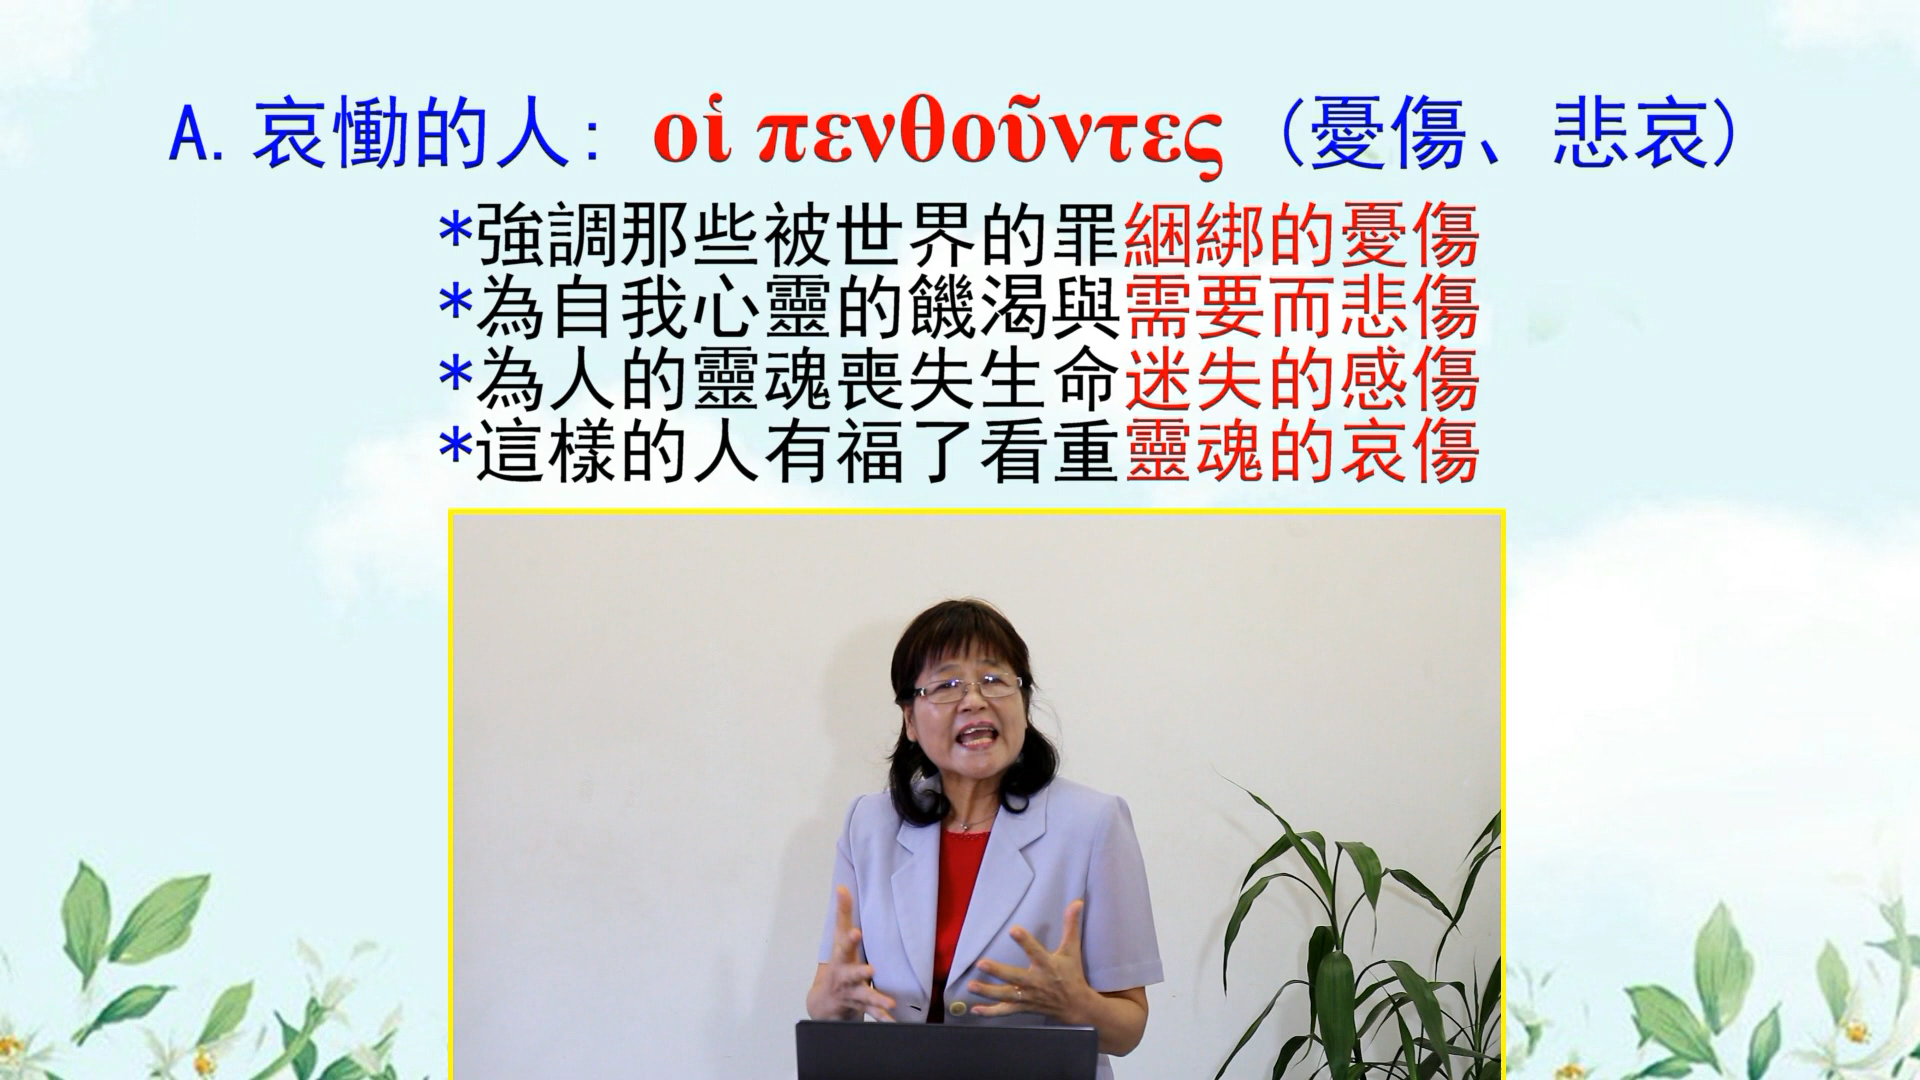 A.哀慟的人: οἱ πενθοῦντες (憂傷、悲哀)
*強調那些被世界的罪綑綁的憂傷
*為自我心靈的饑渴與需要而悲傷
*為人的靈魂喪失生命迷失的感傷
*這樣的人有福了看重靈魂的哀傷